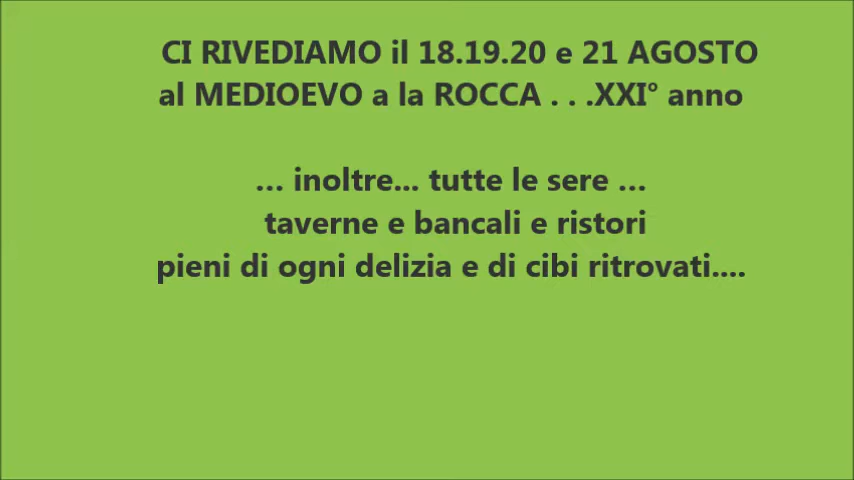 CI RIVEDIAMO il 18.19.20 e 21 AGOSTO
al MEDIOEVO a la ROCCA . . .XXI° anno
... inoltre... tutte le sere ...
taverne e bancali e ristori
pieni di ogni delizia e di cibi ritrovati....